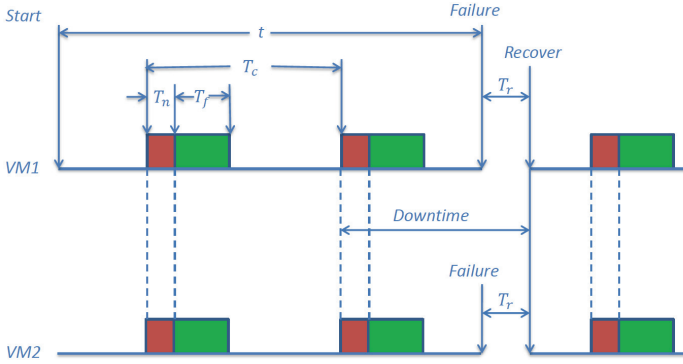 Start
Failure
t
Recover
T_c
T_r
T_n
T_f
VM1
Downtime
Failure
T_r
VM2